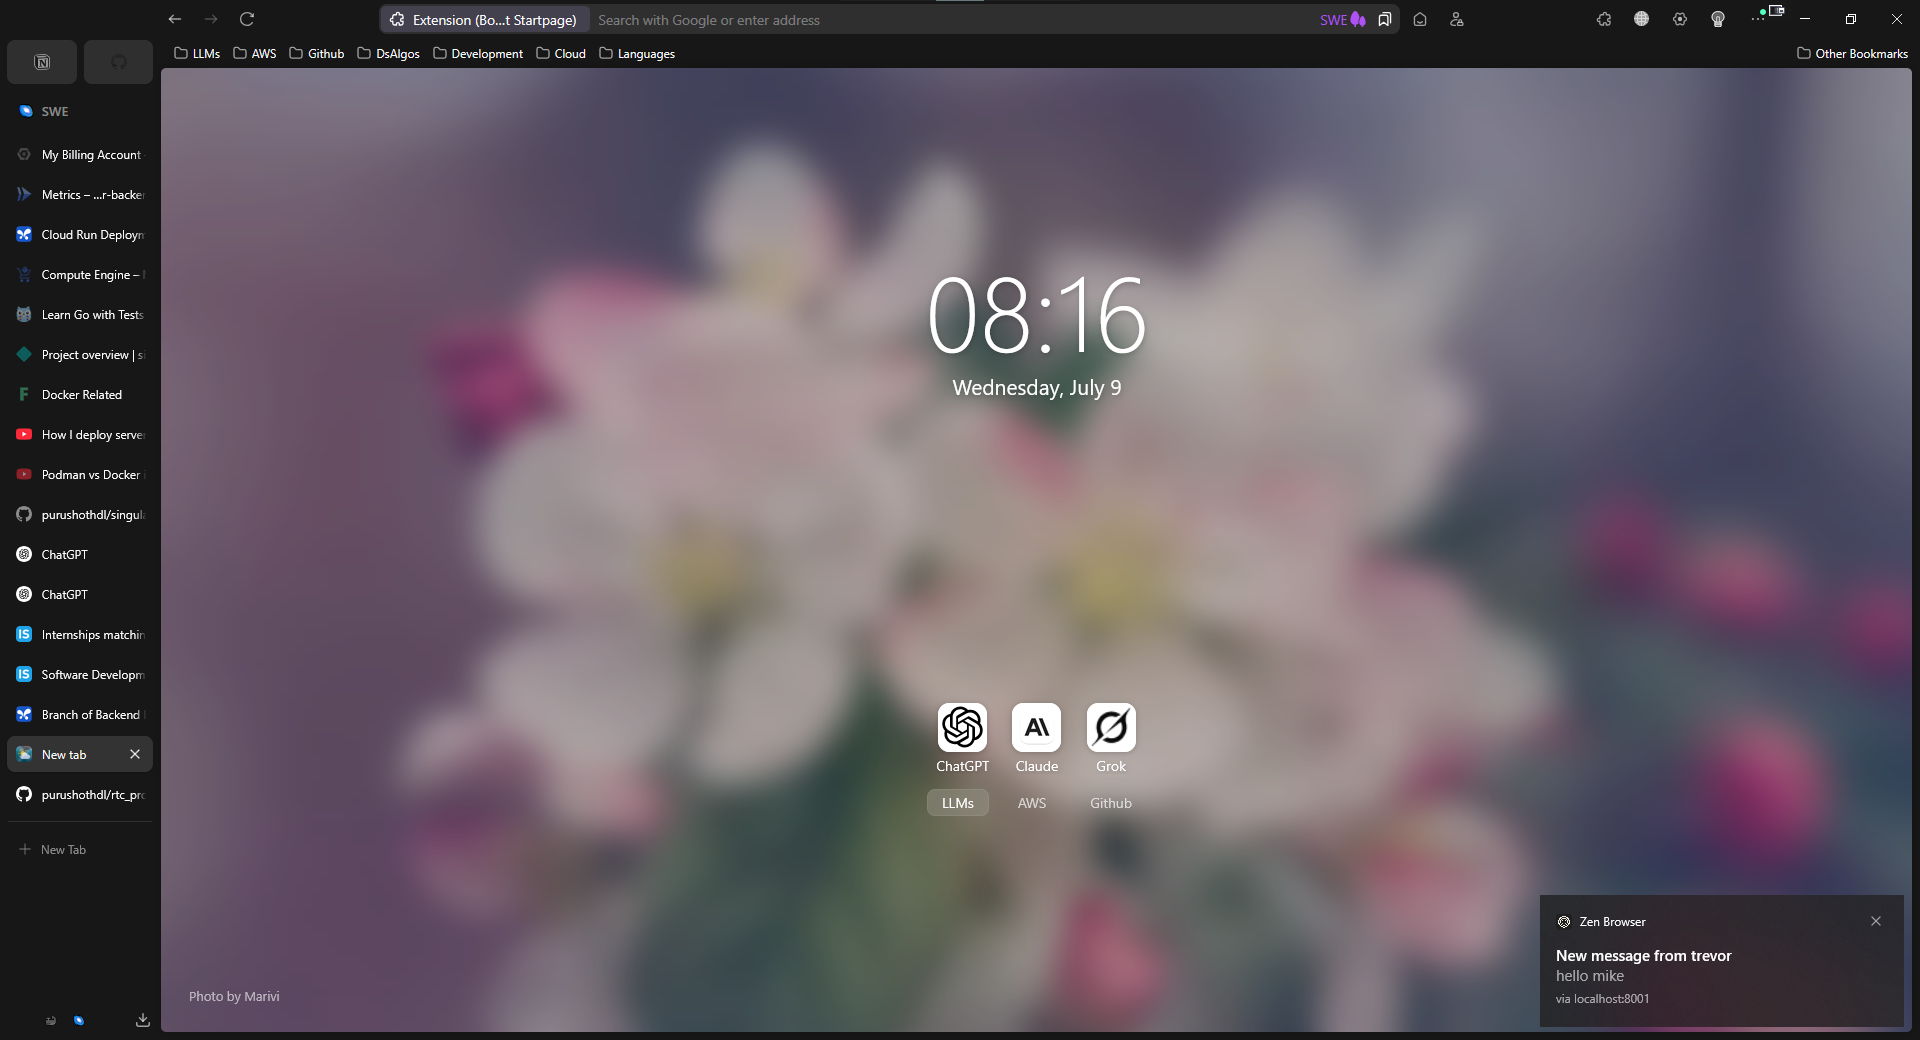 Extension (Bo...t Startpage)
Search with Google or enter address
SWE
LLMs
AWS
Github
DsAlgos
Development
Cloud
Languages
Other Bookmarks
SWE
My Billing Account
Metrics – ...r-backer
Cloud Run Deploym
Compute Engine –
Learn Go with Tests
Project overview | si
Docker Related
How I deploy serve
Podman vs Docker i
purushothdl/singula
ChatGPT
ChatGPT
Internships matchin
Software Developm
Branch of Backend
New tab
purushothdl/rtc_prc
New Tab
08:16
Wednesday, July 9
ChatGPT
Claude
Grok
LLMs
AWS
Github
Photo by Marivi
Zen Browser
New message from trevor
hello mike
via localhost:8001